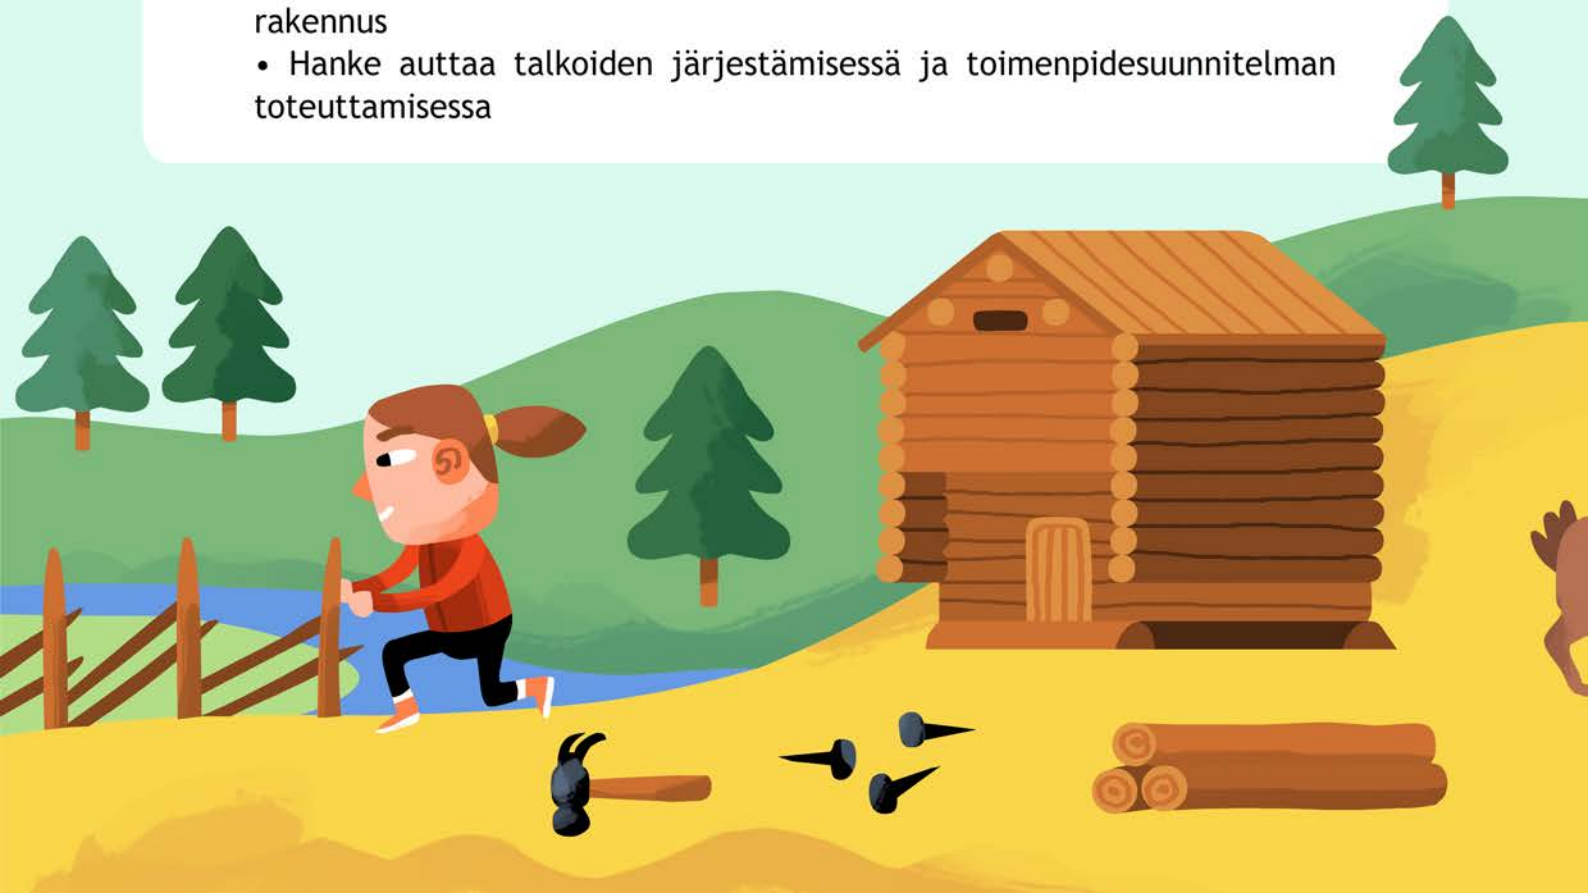 rakennus
• Hanke auttaa talkoiden järjestämisessä ja toimenpidesuunnitelman
toteuttamisessa